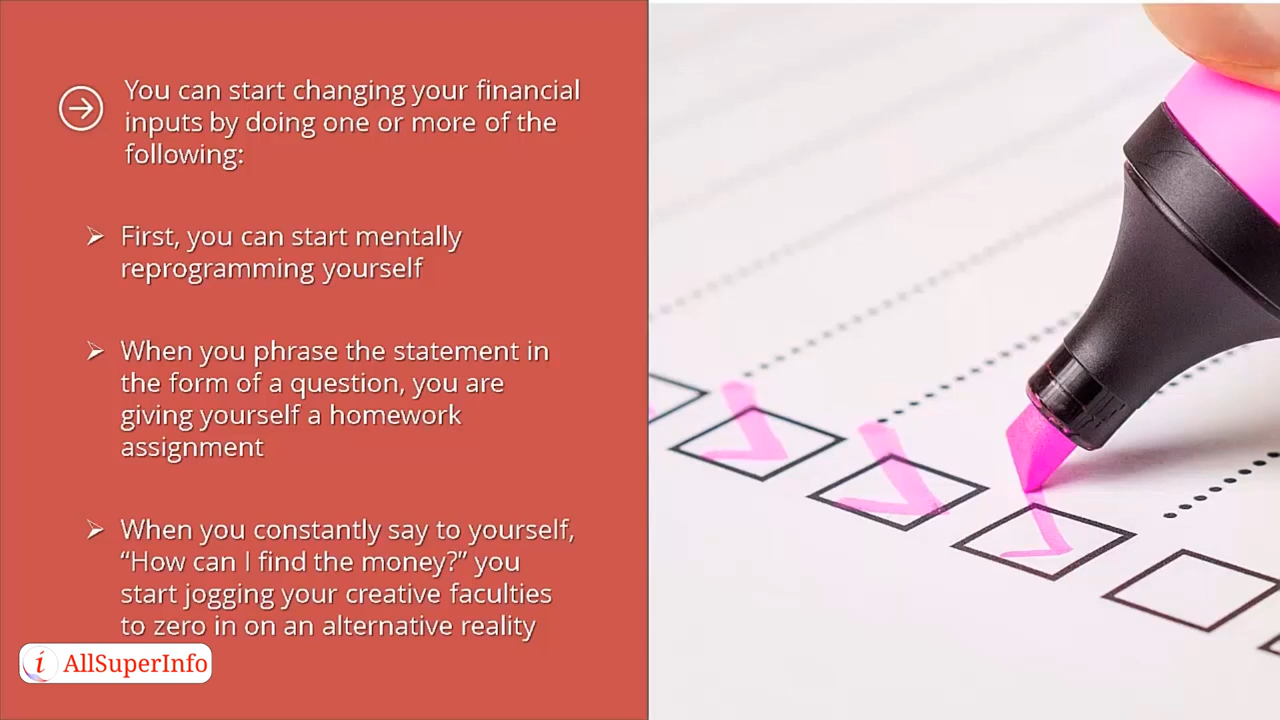 You can start changing your financial
inputs by doing one or more of the
following:
First, you can start mentally
reprogramming yourself
When you phrase the statement in
the form of a question, you are
giving yourself a homework
assignment
When you constantly say to yourself,
“How can I find the money?” you
start jogging your creative faculties
to zero in on an alternative reality
i AllSuperInfo